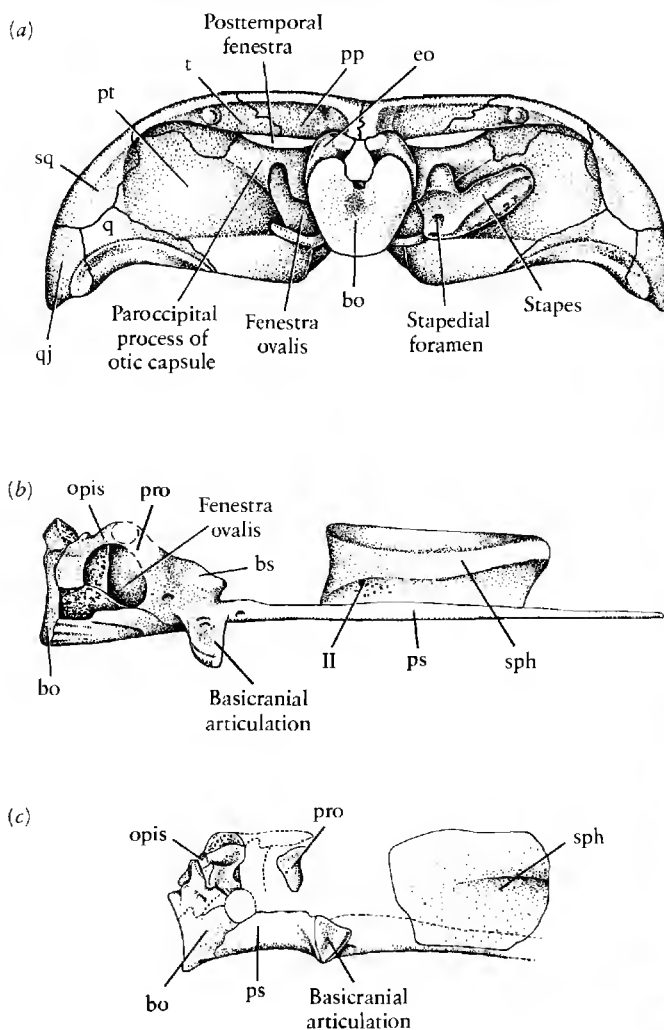 (a)
Posttemporal
fenestra
t
pp
eo
pt
sq
q
qj
Paroccipital
process of
otic capsule
Fenestra
ovalis
bo
Stapedial
foramen
Stapes
(b)
opis
pro
Fenestra
ovalis
bs
bo
Basicranial
articulation
II
ps
sph
(c)
opis
pro
sph
bo
ps
Basicranial
articulation